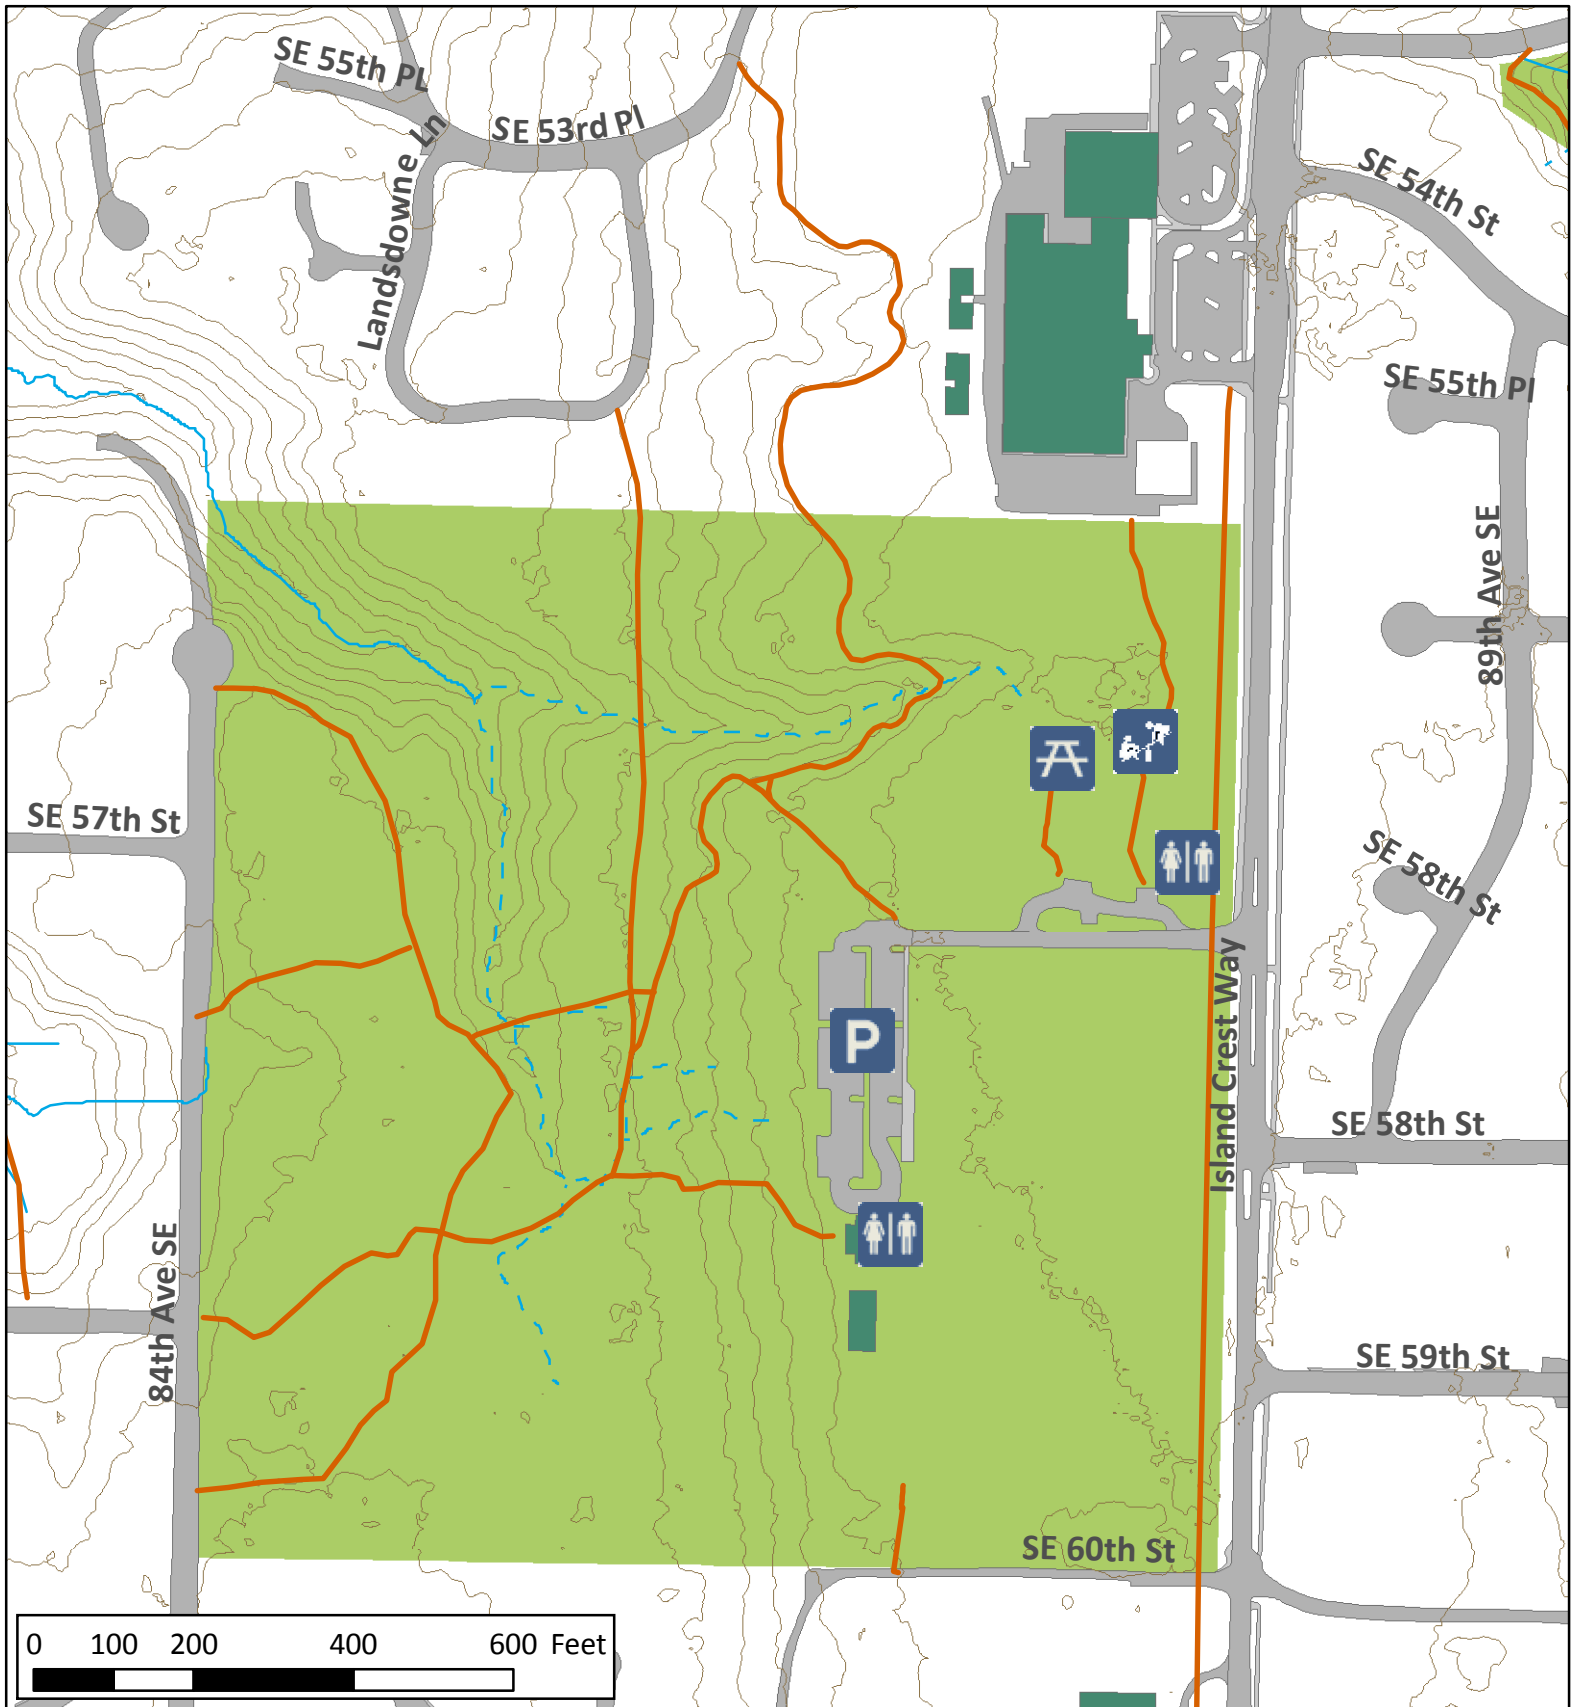 SE 55th PL
SE 53rd Pl
Landsdowne Ln
SE 54th St
SE 55th Pl
89th Ave SE
SE 57th St
SE 58th St
P
Island Crest Way
SE 58th St
84th Ave SE
SE 59th St
SE 60th St
0 100 200 400 600 Feet